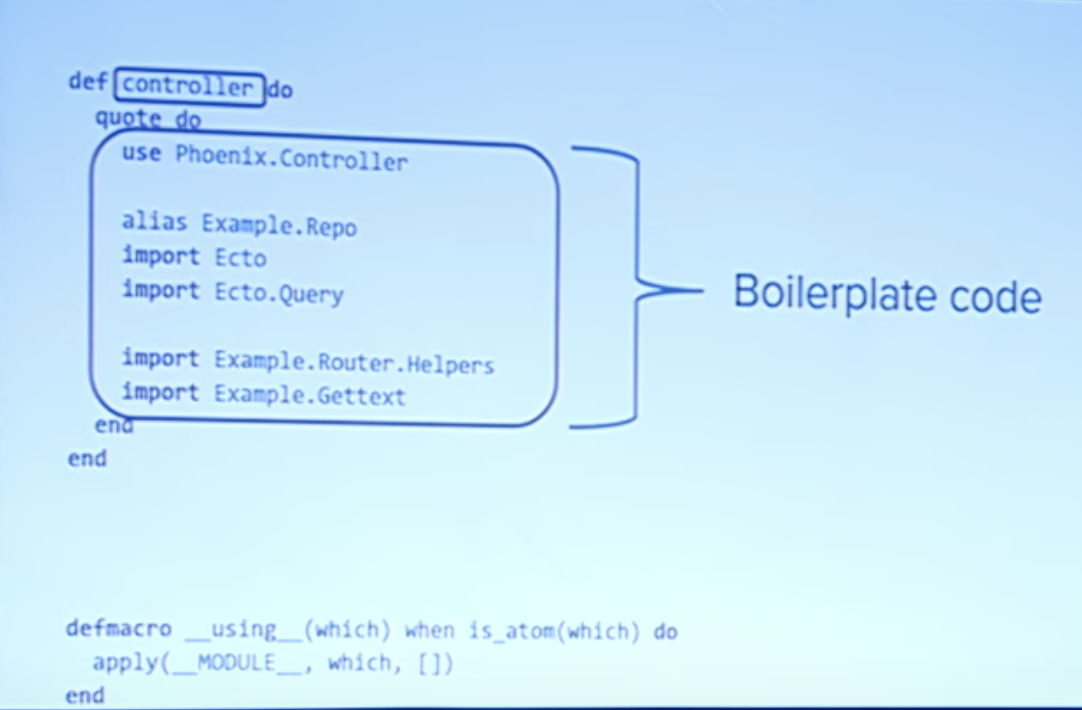 def controller do
quote do
use Phoenix.Controller
alias Example.Repo
import Ecto
import Ecto.Query
import Example.Router.Helpers
import Example.Gettext
end
end
Boilerplate code
defmacro __using__(which) when is_atom(which) do
apply(__MODULE__, which, [])
end